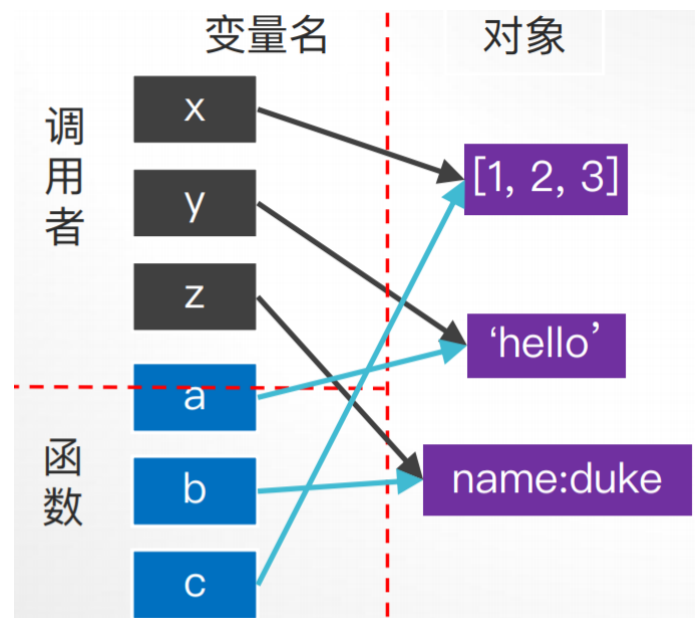 变量名
对象
调用者
x
y
z
[1, 2, 3]
‘hello’
name:duke
函数
a
b
c